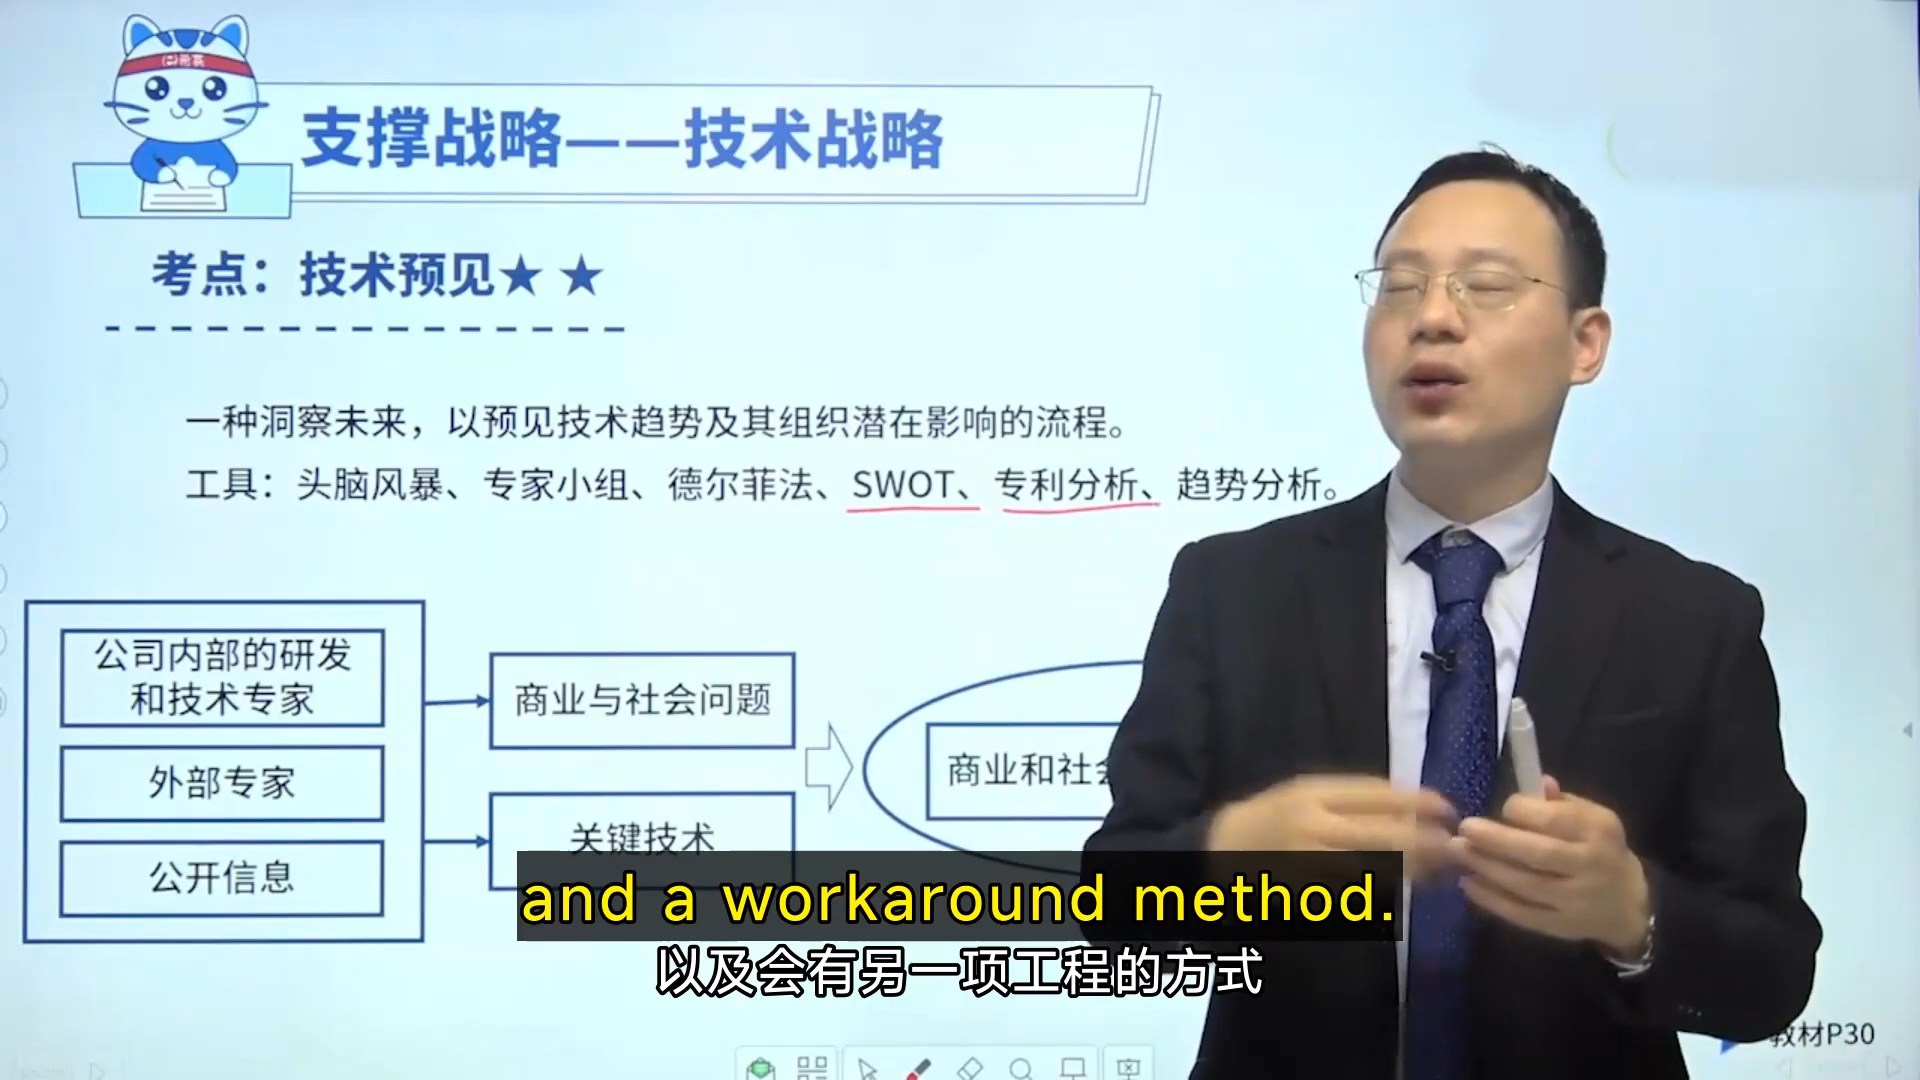 支撑战略——技术战略
考点：技术预见★ ★
一种洞察未来，以预见技术趋势及其组织潜在影响的流程。
工具：头脑风暴、专家小组、德尔菲法、SWOT、专利分析、趋势分析。
公司内部的研发
和技术专家
外部专家
公开信息
商业与社会问题
关键技术
商业和社会
and a workaround method.
以及会有另一项工程的方式
教材P30